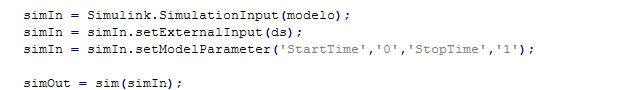 simIn = Simulink.SimulationInput(modelo);
simIn = simIn.setExternalInput(ds);
simIn = simIn.setModelParameter('StartTime','0','StopTime','1');
simOut = sim(simIn);